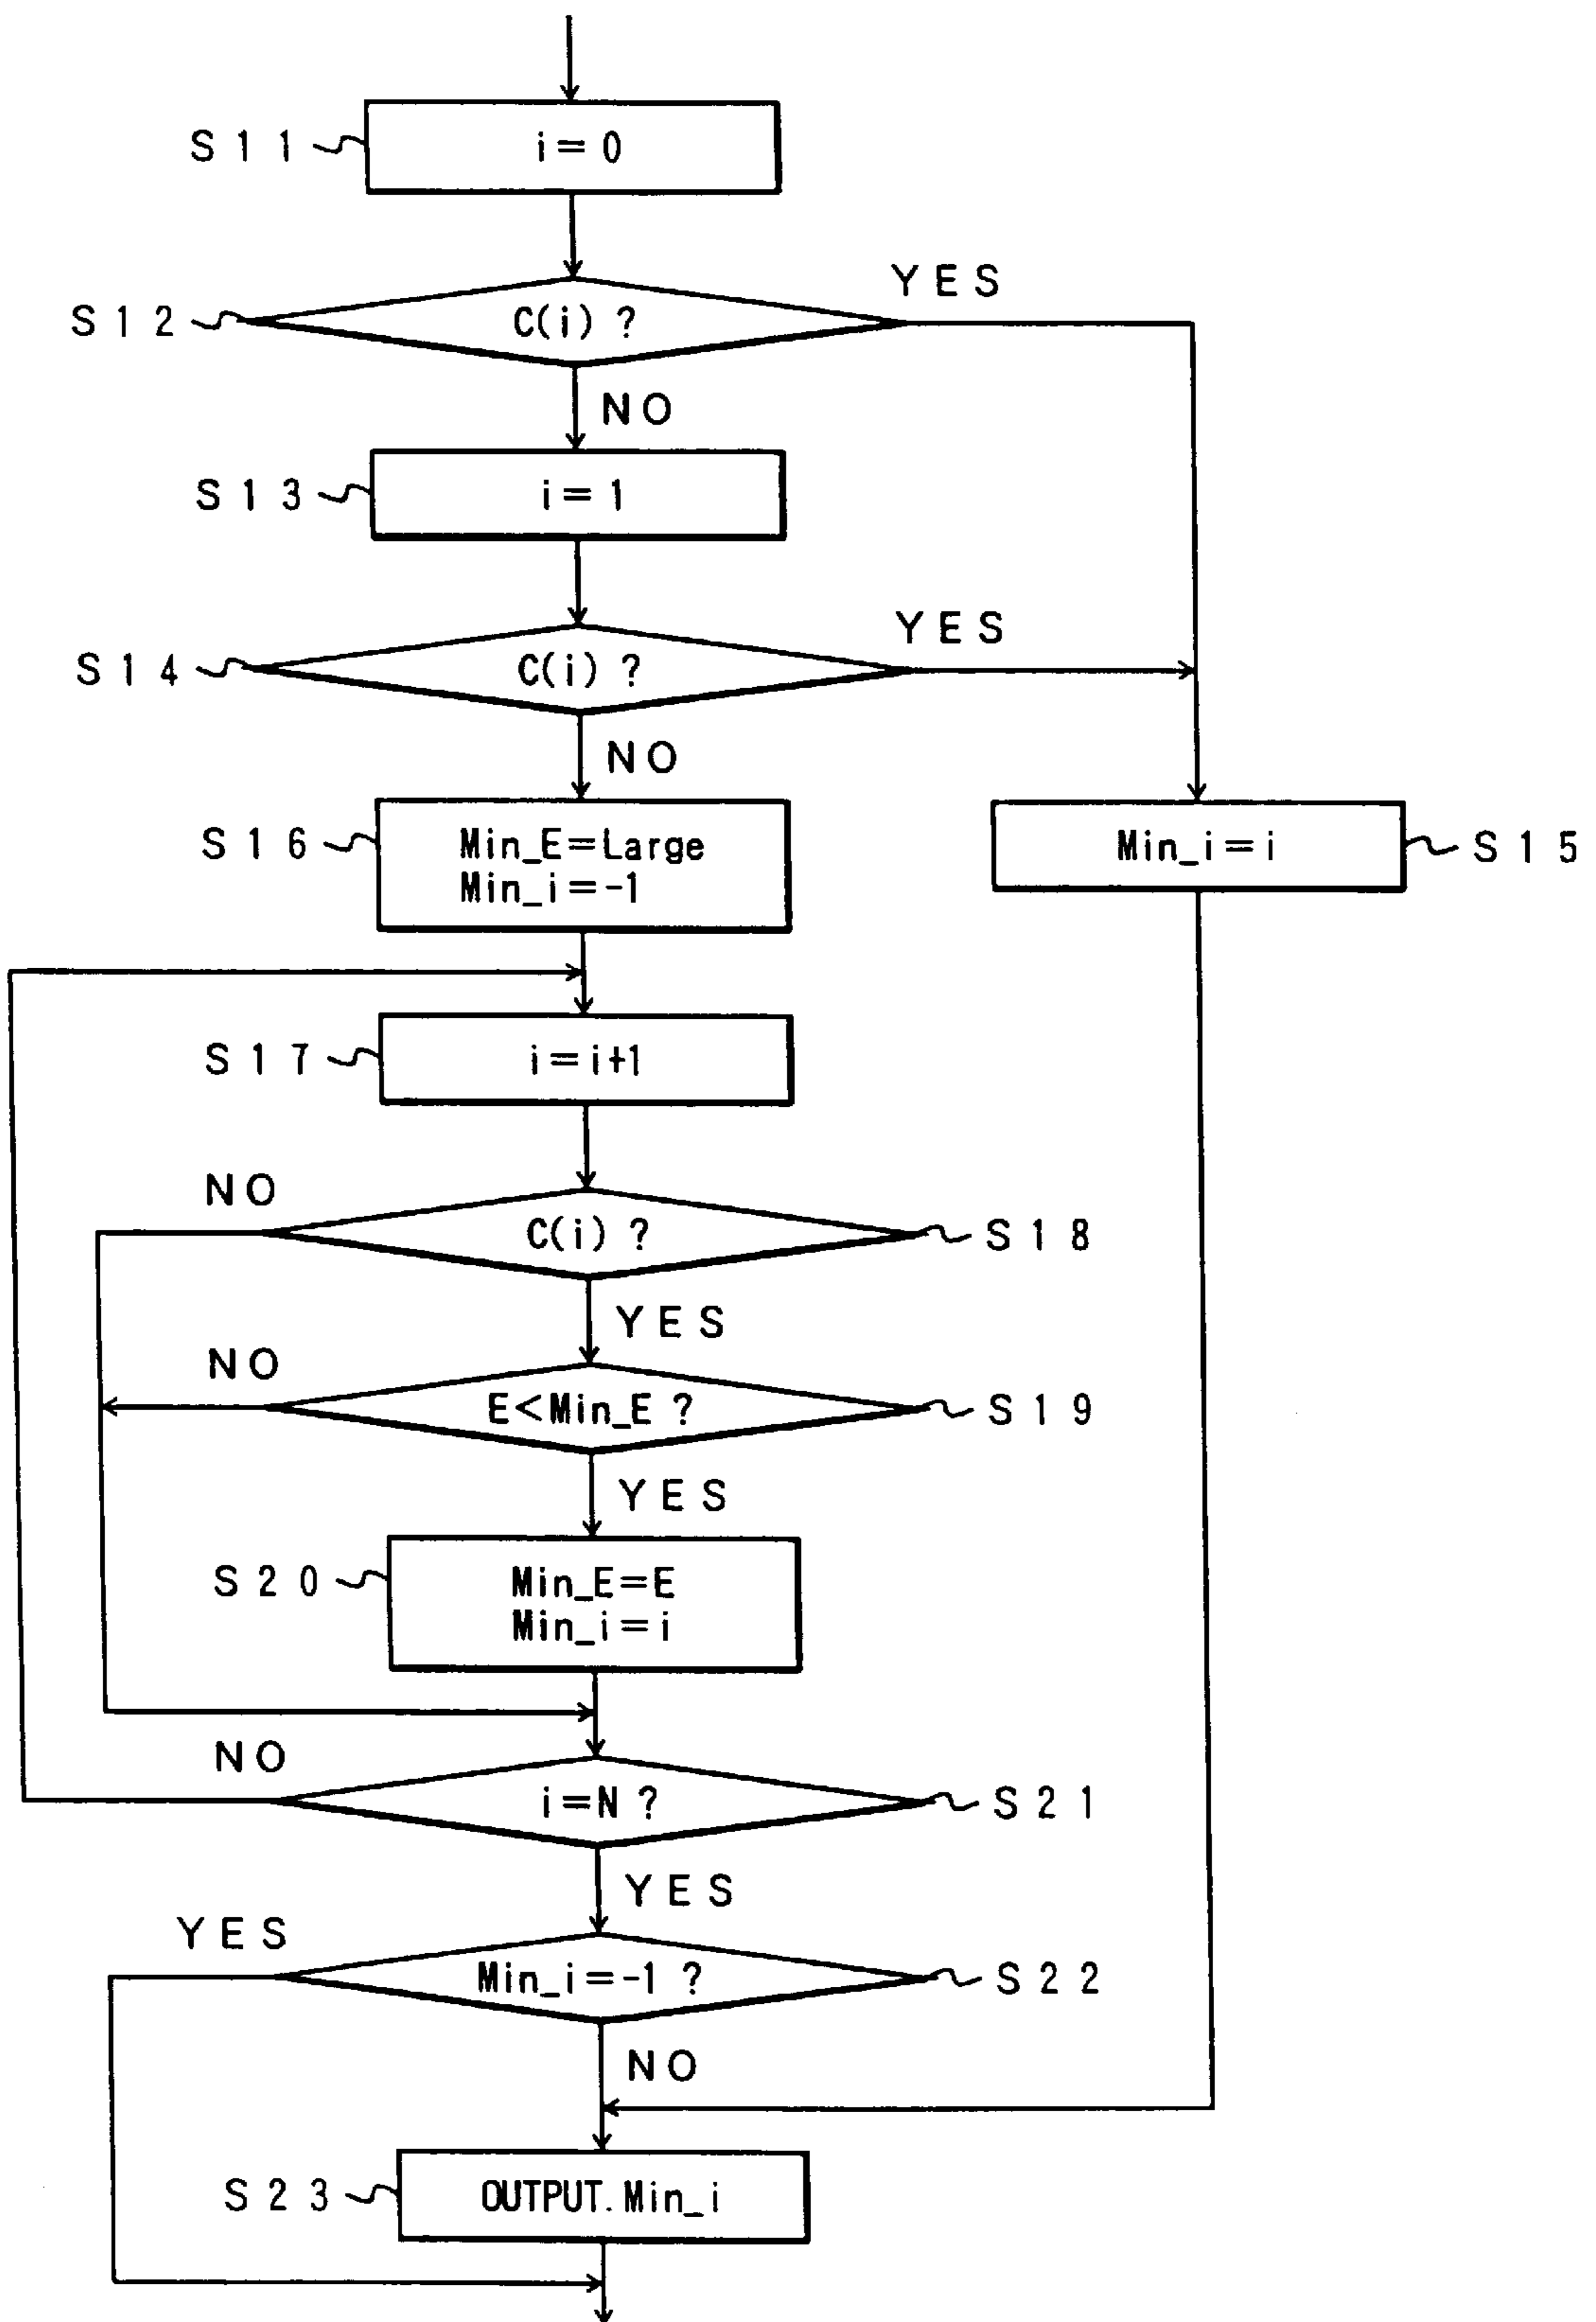 S11
i=0
YES
S12
C(i) ?
NO
S13
i=1
YES
S14
C(i) ?
NO
S16
Min_E=Large
Min_i=-1
Min_i=i
S15
S17
i=i+1
NO
C(i) ?
S18
YES
NO
E<Min_E ?
S19
YES
S20
Min_E=E
Min_i=i
NO
i=N ?
S21
YES
YES
Min_i=-1 ?
S22
NO
S23
OUTPUT. Min_i